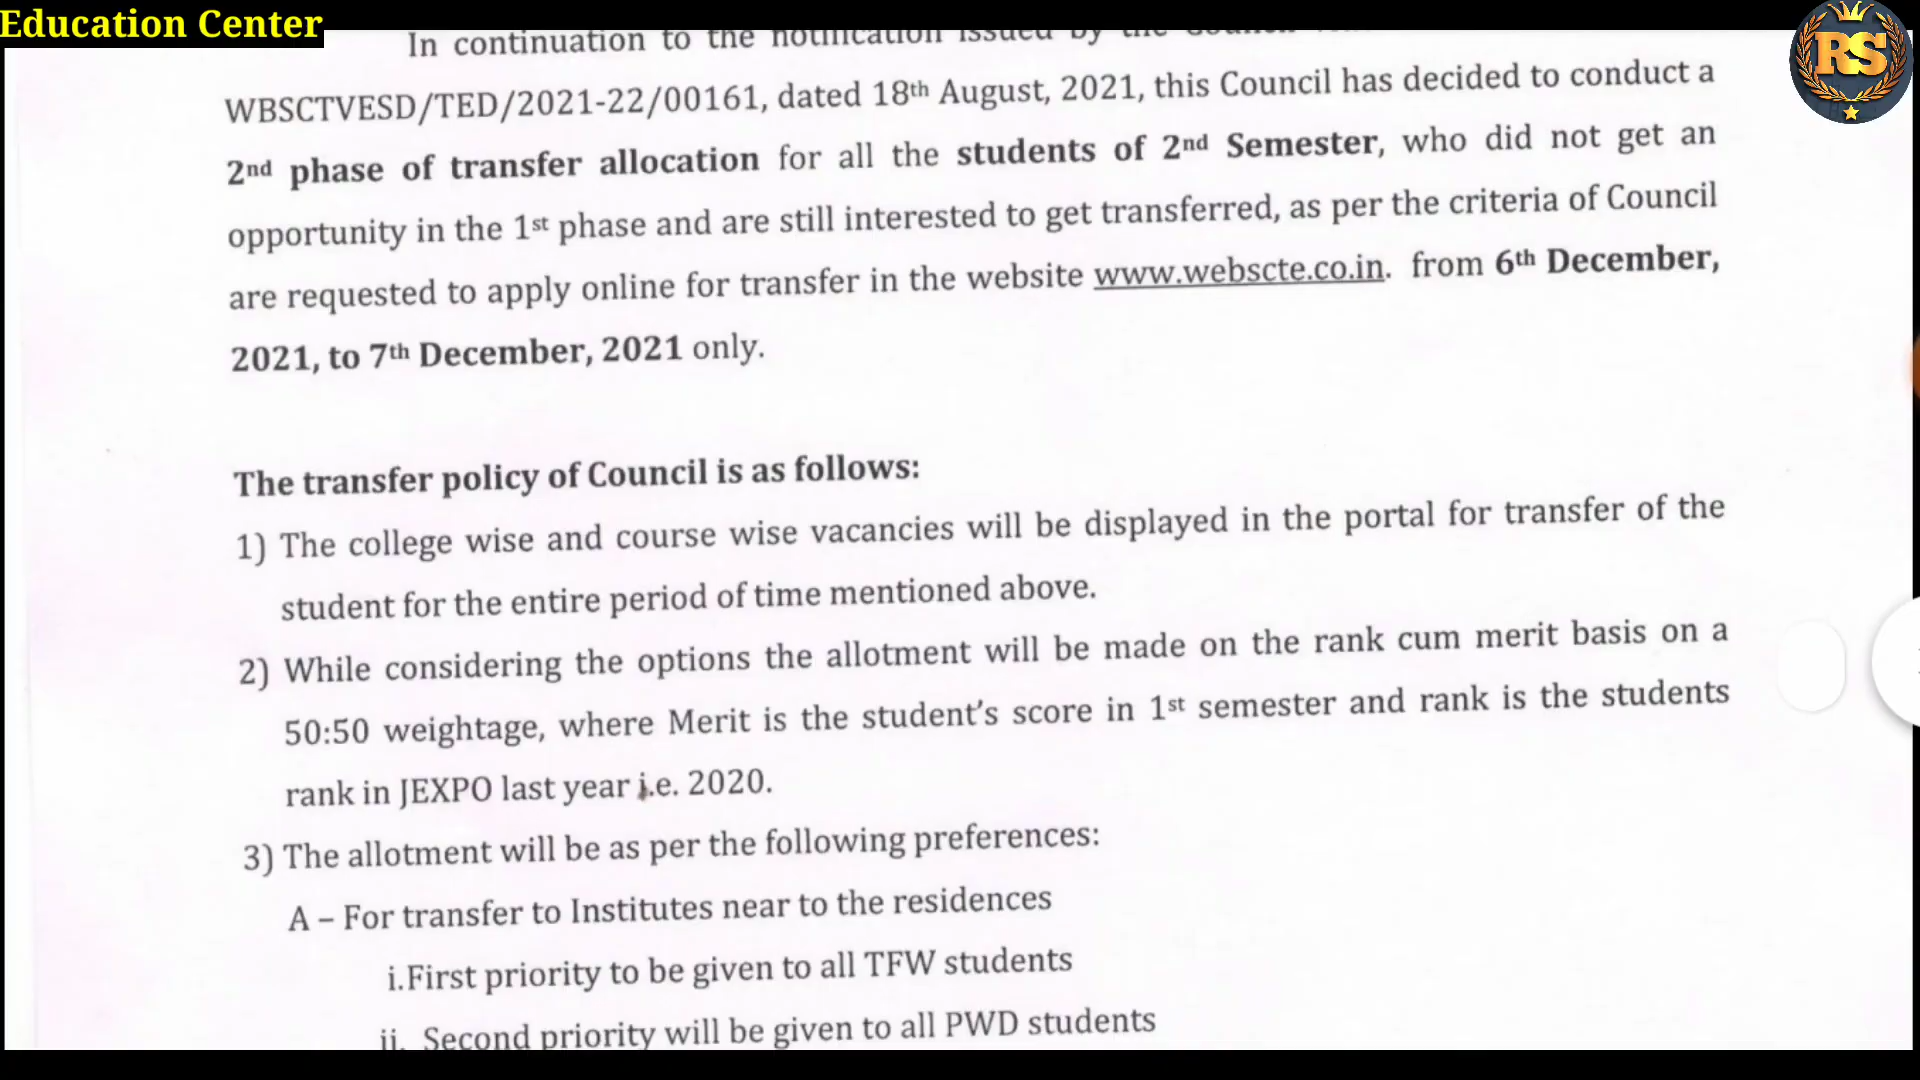 Education Center
RS
In continuation to the notification issued by the Council
WBSCTVESD/TED/2021-22/00161, dated 18th August, 2021, this Council has decided to conduct a
2nd phase of transfer allocation for all the students of 2nd Semester, who did not get an
opportunity in the 1st phase and are still interested to get transferred, as per the criteria of Council
are requested to apply online for transfer in the website www.webscte.co.in. from 6th December,
2021, to 7th December, 2021 only.
The transfer policy of Council is as follows:
1) The college wise and course wise vacancies will be displayed in the portal for transfer of the
student for the entire period of time mentioned above.
2) While considering the options the allotment will be made on the rank cum merit basis on a
50:50 weightage, where Merit is the student's score in 1st semester and rank is the students
rank in JEXPO last year i.e. 2020.
3) The allotment will be as per the following preferences:
A – For transfer to Institutes near to the residences
i.First priority to be given to all TFW students
ii. Second priority will be given to all PWD students